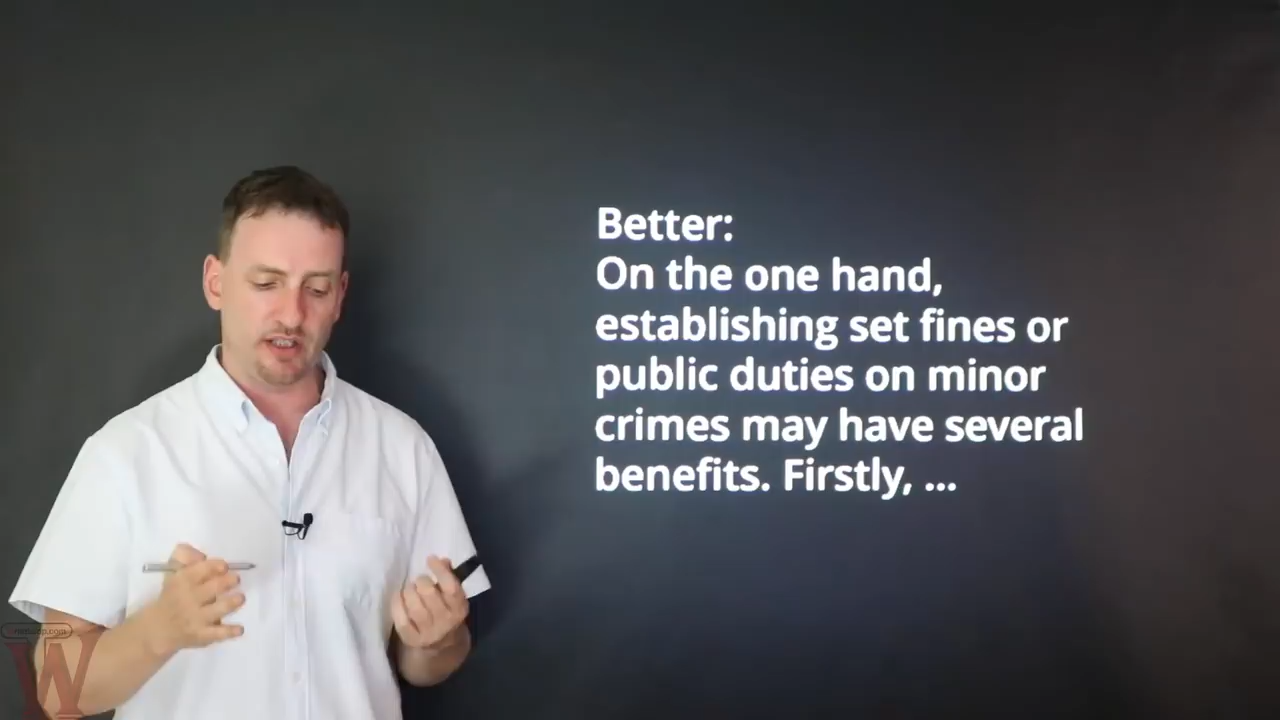 Better:
On the one hand,
establishing set fines or
public duties on minor
crimes may have several
benefits. Firstly, ...
W